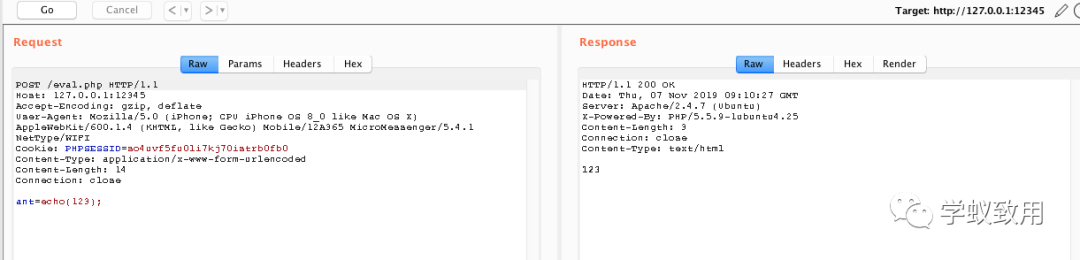 Go Cancel < > Target: http://127.0.0.1:12345
Request
Raw Params Headers Hex
POST /eval.php HTTP/1.1
Host: 127.0.0.1:12345
Accept-Encoding: gzip, deflate
User-Agent: Mozilla/5.0 (iPhone; CPU iPhone OS 8_0 like Mac OS X)
AppleWebKit/600.1.4 (KHTML, like Gecko) Mobile/12A365 MicroMessenger/5.4.1
NetType/WIFI
Cookie:
Content-Type: application/x-www-form-urlencoded
Content-Length: 14
Connection: close
ant=echo(123);
Response
Raw Headers Hex Render
HTTP/1.1 200 OK
Date: Thu, 07 Nov 2019 09:10:27 GMT
Server: Apache/2.4.7 (Ubuntu)
X-Powered-By: PHP/5.5.9-1ubuntu4.25
Content-Length: 3
Connection: close
Content-Type: text/html
123
学蚁致用